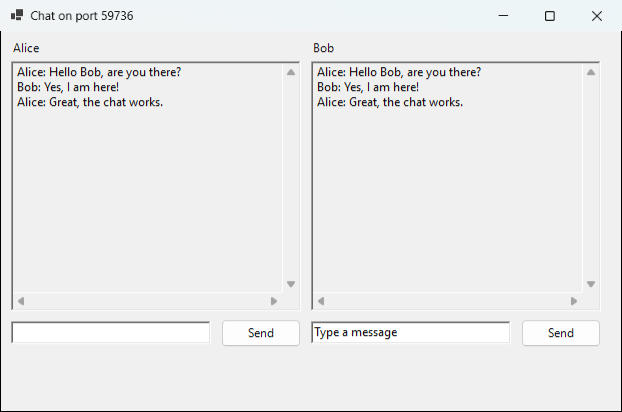 Chat on port 59736
Alice
Alice: Hello Bob, are you there?
Bob: Yes, I am here!
Alice: Great, the chat works.
Send
Bob
Alice: Hello Bob, are you there?
Bob: Yes, I am here!
Alice: Great, the chat works.
Type a message
Send